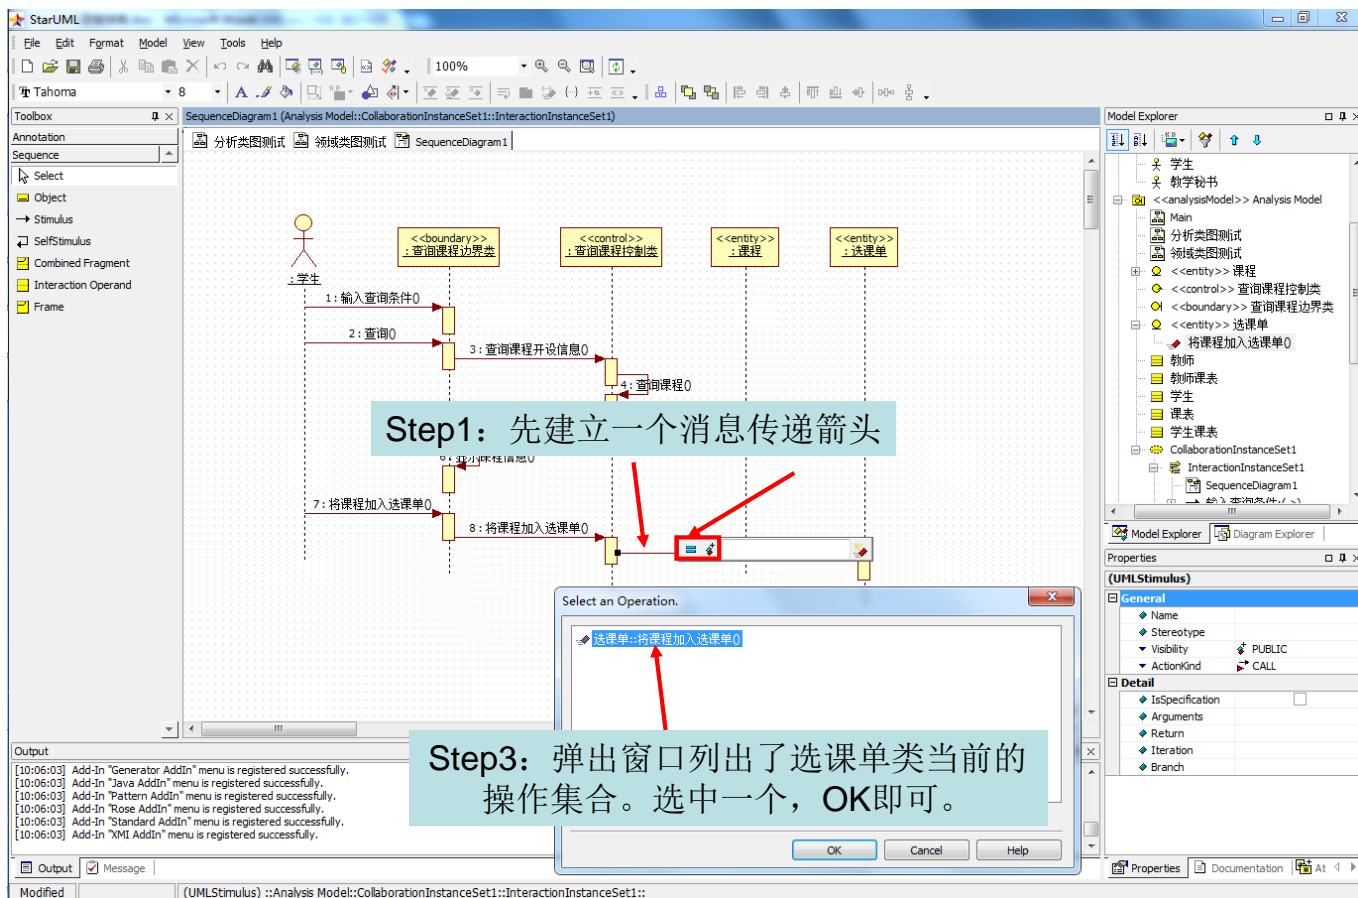 StarUML
File Edit Format Model View Tools Help
100%
Tahoma 8
Toolbox
SequenceDiagram1 (Analysis Model::CollaborationInstanceSet1::InteractionInstanceSet1)
Model Explorer
Annotation
Sequence
Select
Object
Stimulus
SelfStimulus
Combined Fragment
Interaction Operand
Frame
分析类图测试 领域类图测试 SequenceDiagram1
<<boundary>>
: 查询课程边界类
<<control>>
: 查询课程控制类
<<entity>>
: 课程
<<entity>>
: 选课单
: 学生
1 : 输入查询条件()
2 : 查询()
3 : 查询课程开设信息()
4 : 查询课程()
Step1：先建立一个消息传递箭头
6 : 显示课程信息()
7 : 将课程加入选课单()
8 : 将课程加入选课单()
Select an Operation.
选课单::将课程加入选课单()
Step3：弹出窗口列出了选课单类当前的
操作集合。选中一个，OK即可。
OK Cancel Help
学生
教学秘书
<<analysisModel>> Analysis Model
Main
分析类图测试
领域类图测试
<<entity>> 课程
<<control>> 查询课程控制类
<<boundary>> 查询课程边界类
<<entity>> 选课单
将课程加入选课单()
教师
教师课表
学生
课表
学生课表
CollaborationInstanceSet1
InteractionInstanceSet1
SequenceDiagram1
Model Explorer Diagram Explorer
Properties
(UMLStimulus)
General
Name
Stereotype
Visibility PUBLIC
ActionKind CALL
Detail
IsSpecification
Arguments
Return
Iteration
Branch
Properties Documentation At
Output
[10:06:03] Add-In "Generator AddIn" menu is registered successfully.
[10:06:03] Add-In "Java AddIn" menu is registered successfully.
[10:06:03] Add-In "Pattern AddIn" menu is registered successfully.
[10:06:03] Add-In "Rose AddIn" menu is registered successfully.
[10:06:03] Add-In "Standard AddIn" menu is registered successfully.
[10:06:03] Add-In "XMI AddIn" menu is registered successfully.
Output Message
Modified (UMLStimulus) ::Analysis Model::CollaborationInstanceSet1::InteractionInstanceSet1::